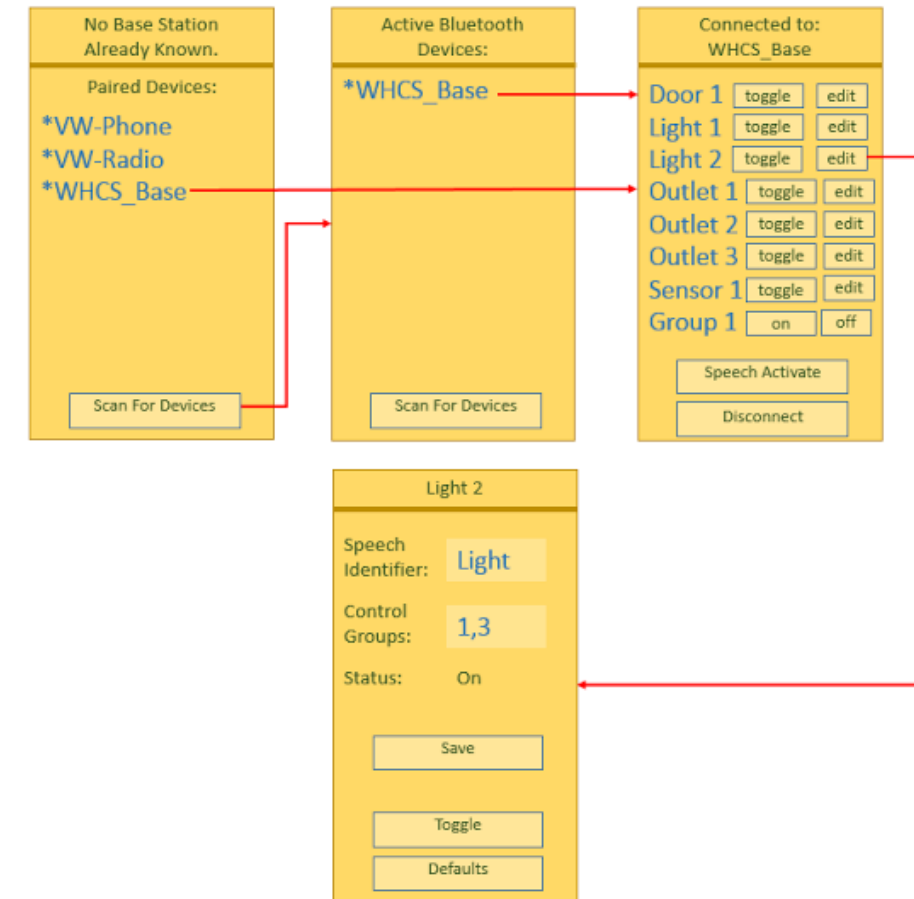 No Base Station
Already Known.
Paired Devices:
*VW-Phone
*VW-Radio
*WHCS_Base
Scan For Devices
Active Bluetooth
Devices:
*WHCS_Base
Scan For Devices
Connected to:
WHCS_Base
Door 1 toggle edit
Light 1 toggle edit
Light 2 toggle edit
Outlet 1 toggle edit
Outlet 2 toggle edit
Outlet 3 toggle edit
Sensor 1 toggle edit
Group 1 on off
Speech Activate
Disconnect
Light 2
Speech
Identifier: Light
Control
Groups: 1,3
Status: On
Save
Toggle
Defaults